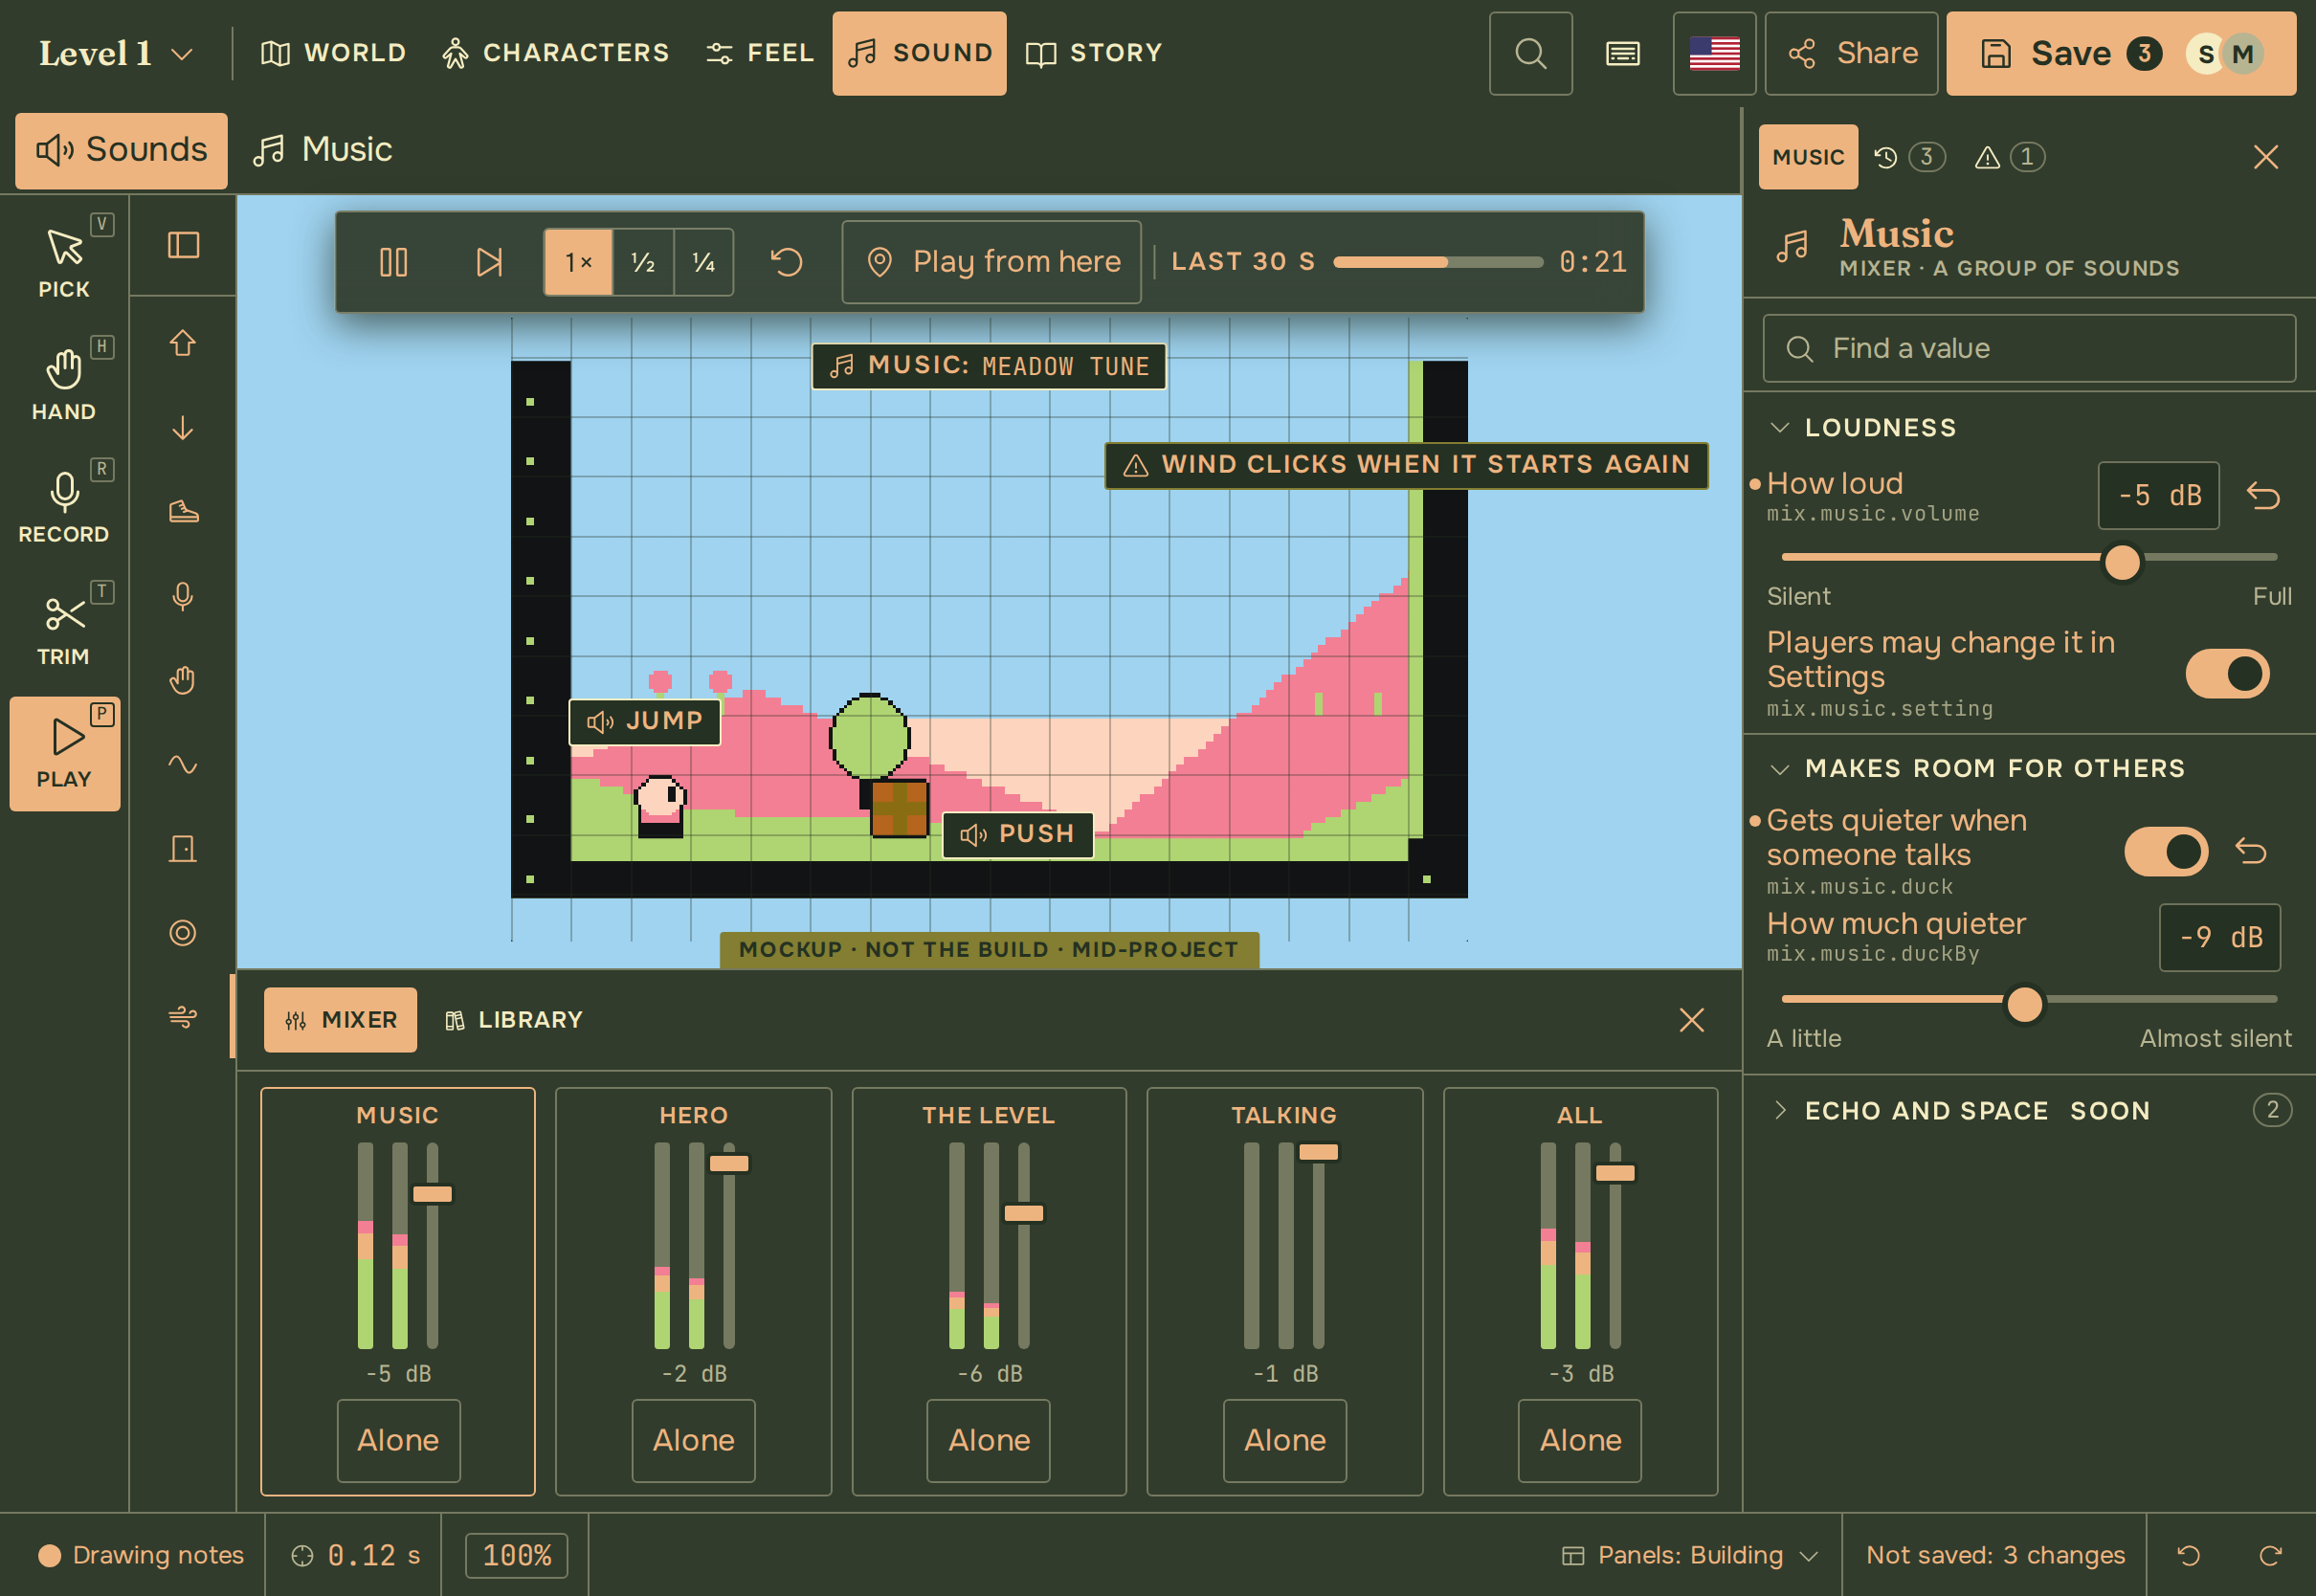 Level 1
WORLD
CHARACTERS
FEEL
SOUND
STORY
Share
Save 3 S M
Sounds
Music
MUSIC
3
1
V
PICK
H
HAND
R
RECORD
T
TRIM
P
PLAY
1×
½
¼
Play from here
LAST 30 S
0:21
MUSIC: MEADOW TUNE
WIND CLICKS WHEN IT STARTS AGAIN
JUMP
PUSH
MOCKUP · NOT THE BUILD · MID-PROJECT
Music
MIXER · A GROUP OF SOUNDS
Find a value
LOUDNESS
How loud
mix.music.volume
-5 dB
Silent
Full
Players may change it in
Settings
mix.music.setting
MAKES ROOM FOR OTHERS
Gets quieter when
someone talks
mix.music.duck
How much quieter
mix.music.duckBy
-9 dB
A little
Almost silent
ECHO AND SPACE SOON 2
MIXER
LIBRARY
MUSIC
-5 dB
Alone
HERO
-2 dB
Alone
THE LEVEL
-6 dB
Alone
TALKING
-1 dB
Alone
ALL
-3 dB
Alone
Drawing notes
0.12 s
100%
Panels: Building
Not saved: 3 changes